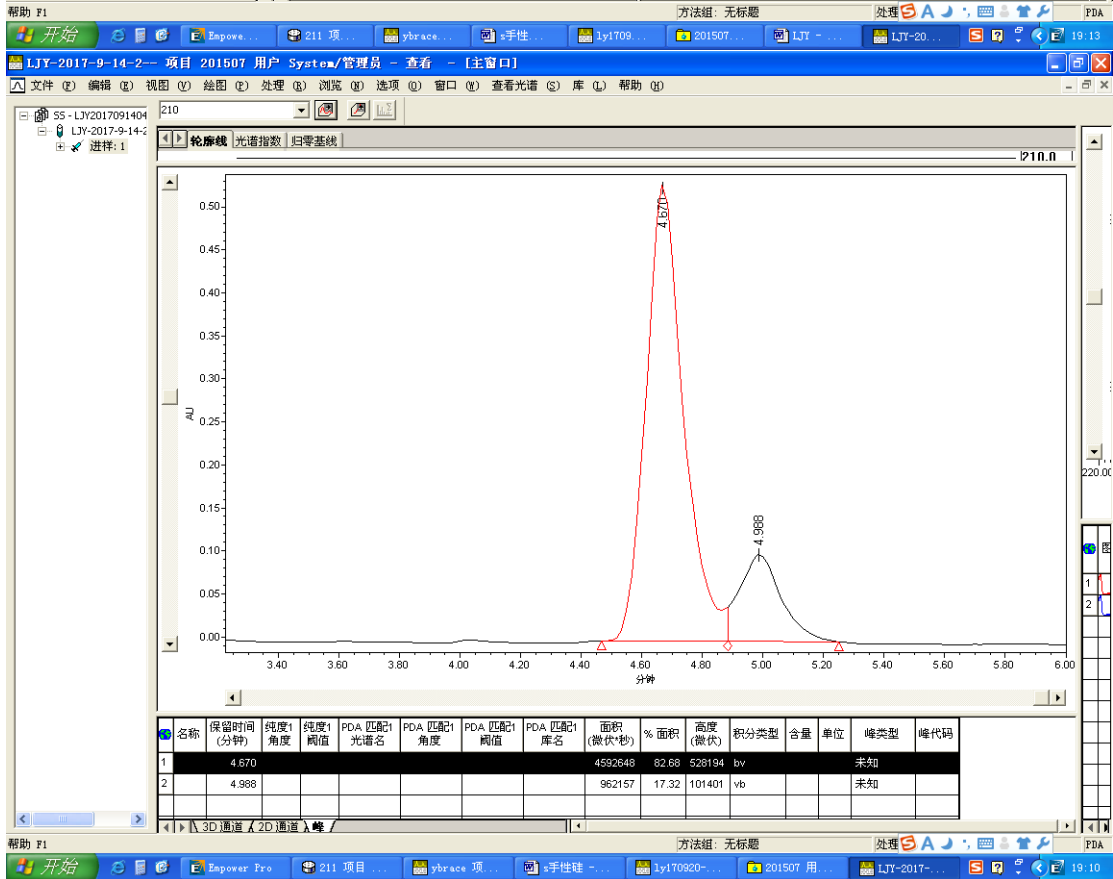 帮助 F1 方法组: 无标题 处理 PDA
开始 Empowe... 211 项... ybrace... s手性... ly1709... 201507... LJY - ... LJY-20... 19:13
LJY-2017-9-14-2-- 项目 201507 用户 System/管理员 - 查看 - [主窗口]
文件 (F) 编辑 (E) 视图 (V) 绘图 (P) 处理 (R) 浏览 (N) 选项 (O) 窗口 (W) 查看光谱 (S) 库 (L) 帮助 (H)
SS - LJY2017091404
LJY-2017-9-14-2
进样: 1
210
轮廓线 光谱指数 归零基线
210.0
0.50
0.45
0.40
0.35
0.30
0.25
0.20
0.15
0.10
0.05
0.00
AU
4.670
4.988
3.40 3.60 3.80 4.00 4.20 4.40 4.60 4.80 5.00 5.20 5.40 5.60 5.80 6.00
分钟
220.00
名称 保留时间 (分钟) 纯度1 角度 纯度1 阈值 PDA 匹配1 光谱名 PDA 匹配1 角度 PDA 匹配1 阈值 PDA 匹配1 库名 面积 (微伏*秒) % 面积 高度 (微伏) 积分类型 含量 单位 峰类型 峰代码
1 4.670 4592648 82.68 528194 bv 未知
2 4.988 962157 17.32 101401 vb 未知
1
2
3D 通道 2D 通道 峰
帮助 F1 方法组: 无标题 处理 PDA
开始 Empower Pro 211 项目 ... ybrace 项... s手性硅 -... ly170920-... 201507 用... LJY-2017-... 19:10